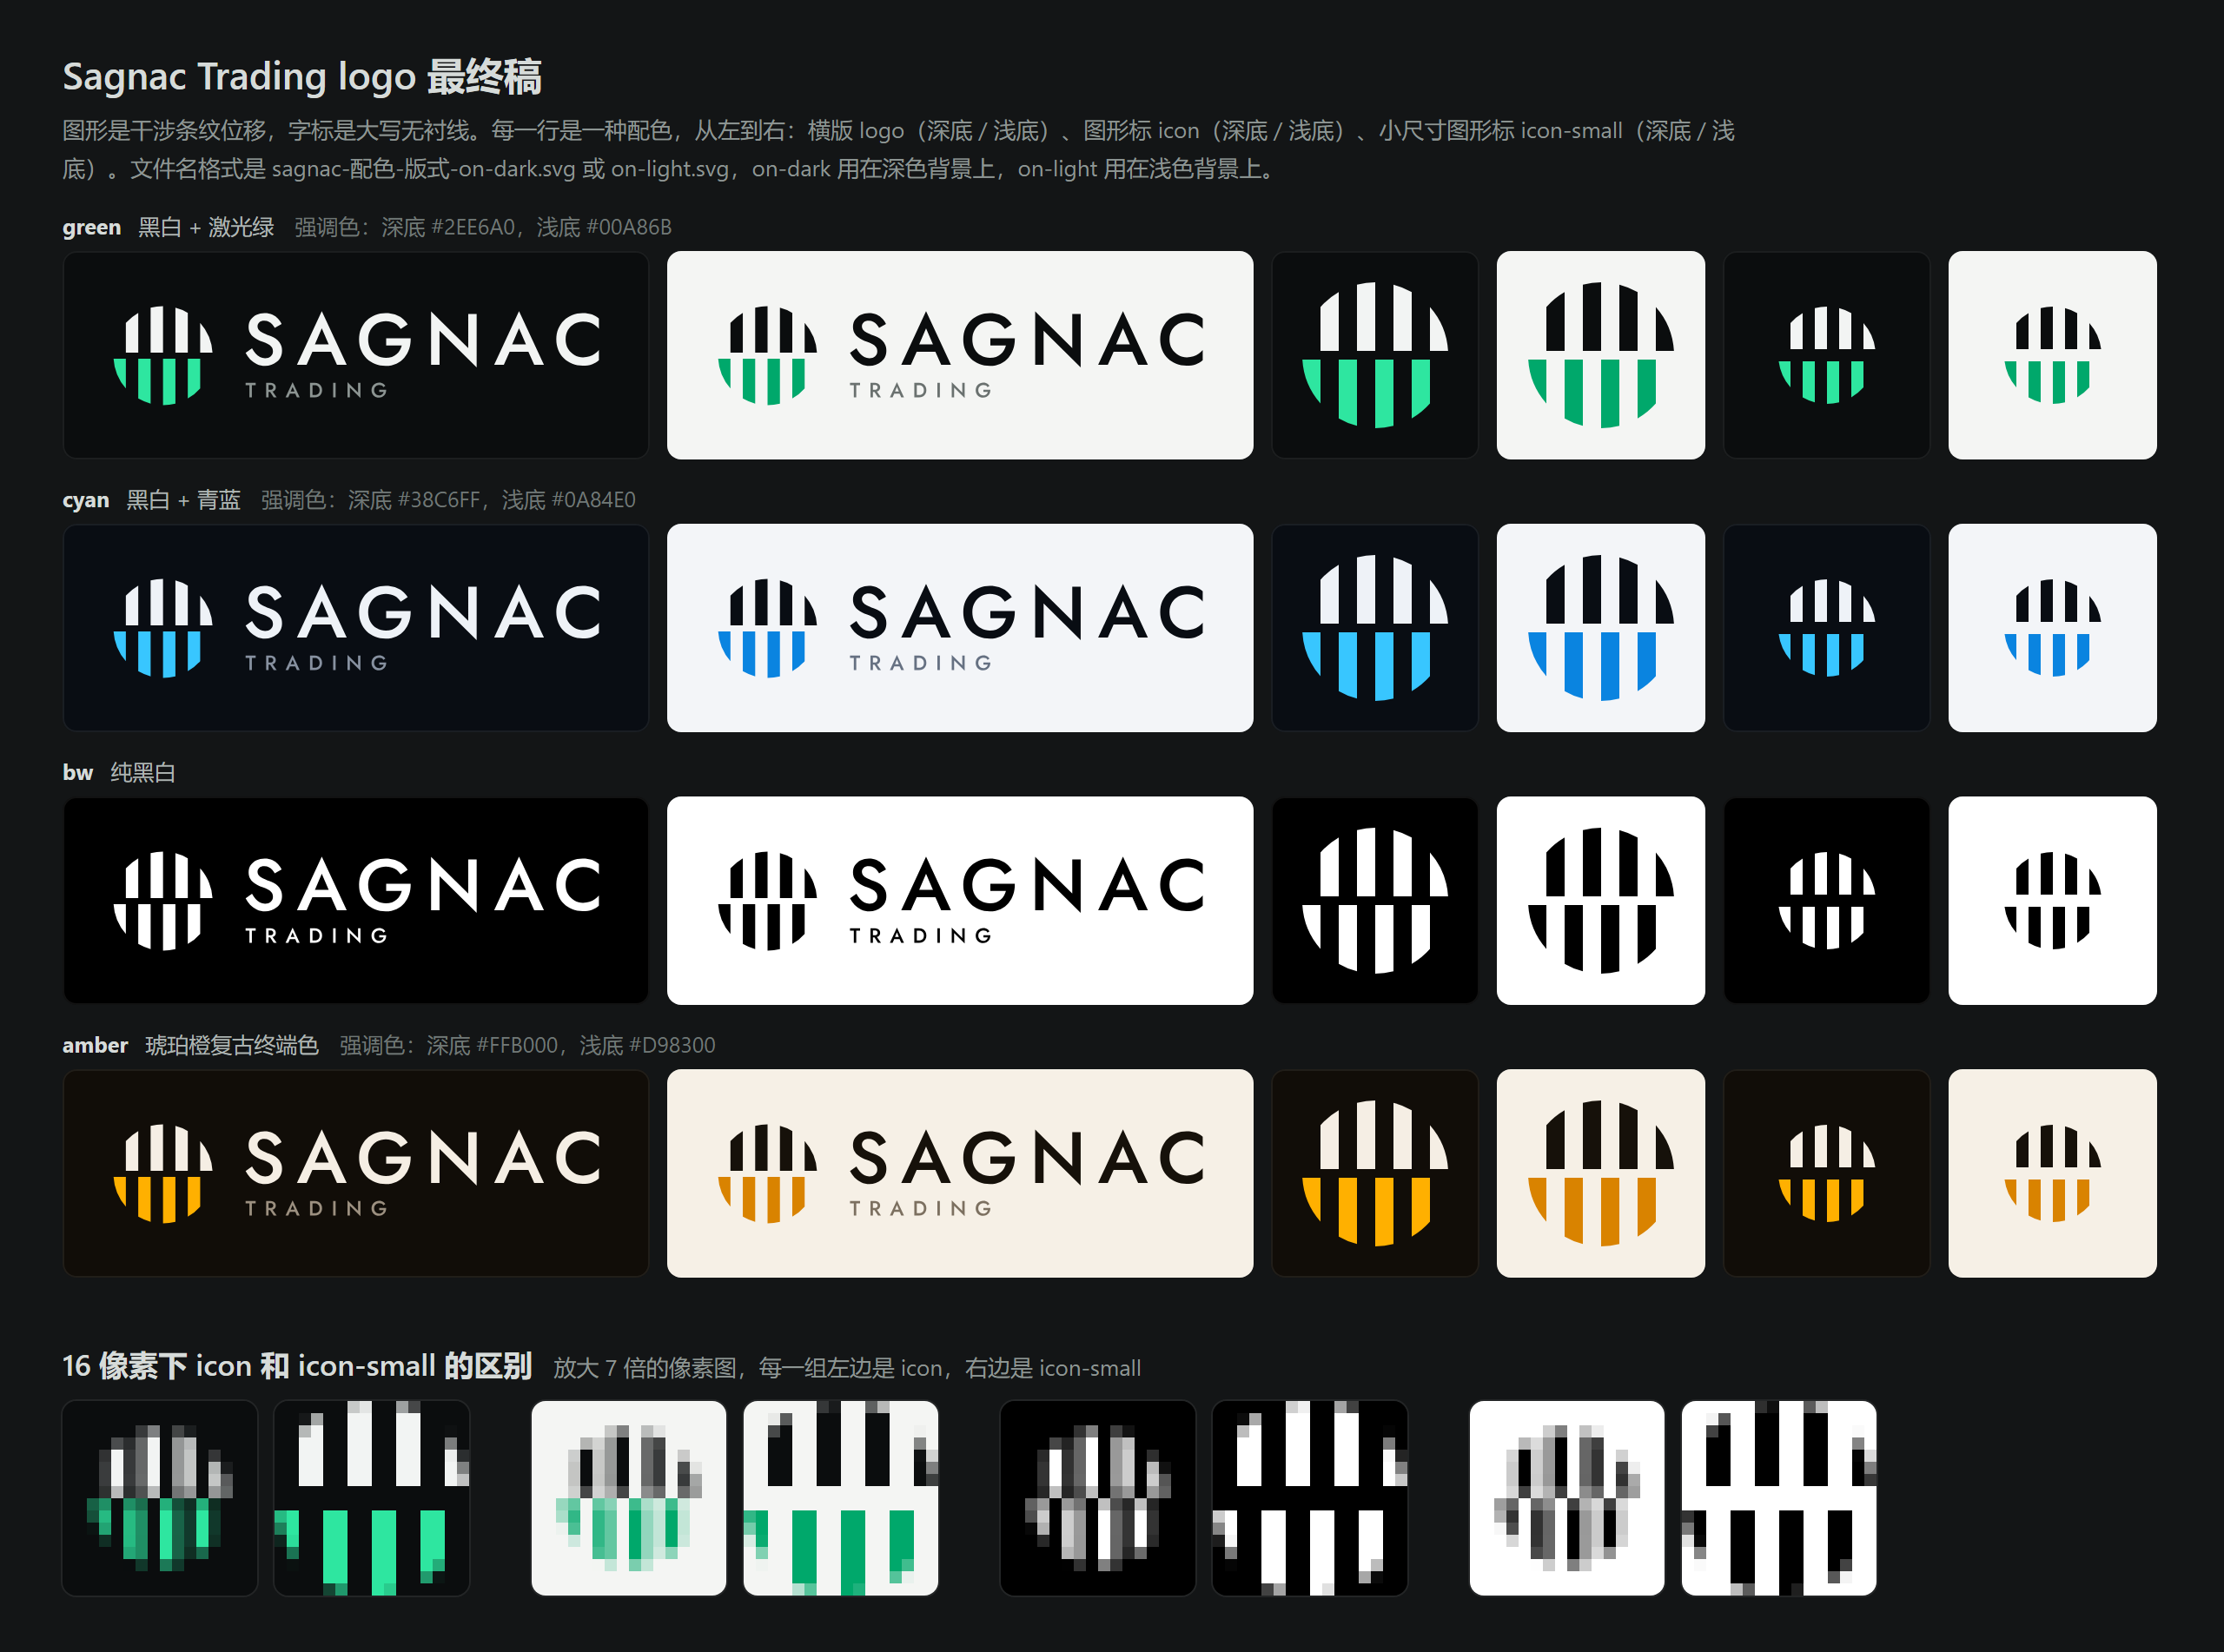 Sagnac Trading logo 最终稿
图形是干涉条纹位移，字标是大写无衬线。每一行是一种配色，从左到右：横版 logo（深底 / 浅底）、图形标 icon（深底 / 浅底）、小尺寸图形标 icon-small（深底 / 浅
底）。文件名格式是 sagnac-配色-版式-on-dark.svg 或 on-light.svg，on-dark 用在深色背景上，on-light 用在浅色背景上。
green 黑白 + 激光绿 强调色：深底 #2EE6A0，浅底 #00A86B
SAGNAC
TRADING
SAGNAC
TRADING
cyan 黑白 + 青蓝 强调色：深底 #38C6FF，浅底 #0A84E0
SAGNAC
TRADING
SAGNAC
TRADING
bw 纯黑白
SAGNAC
TRADING
SAGNAC
TRADING
amber 琥珀橙复古终端色 强调色：深底 #FFB000，浅底 #D98300
SAGNAC
TRADING
SAGNAC
TRADING
16 像素下 icon 和 icon-small 的区别 放大 7 倍的像素图，每一组左边是 icon，右边是 icon-small